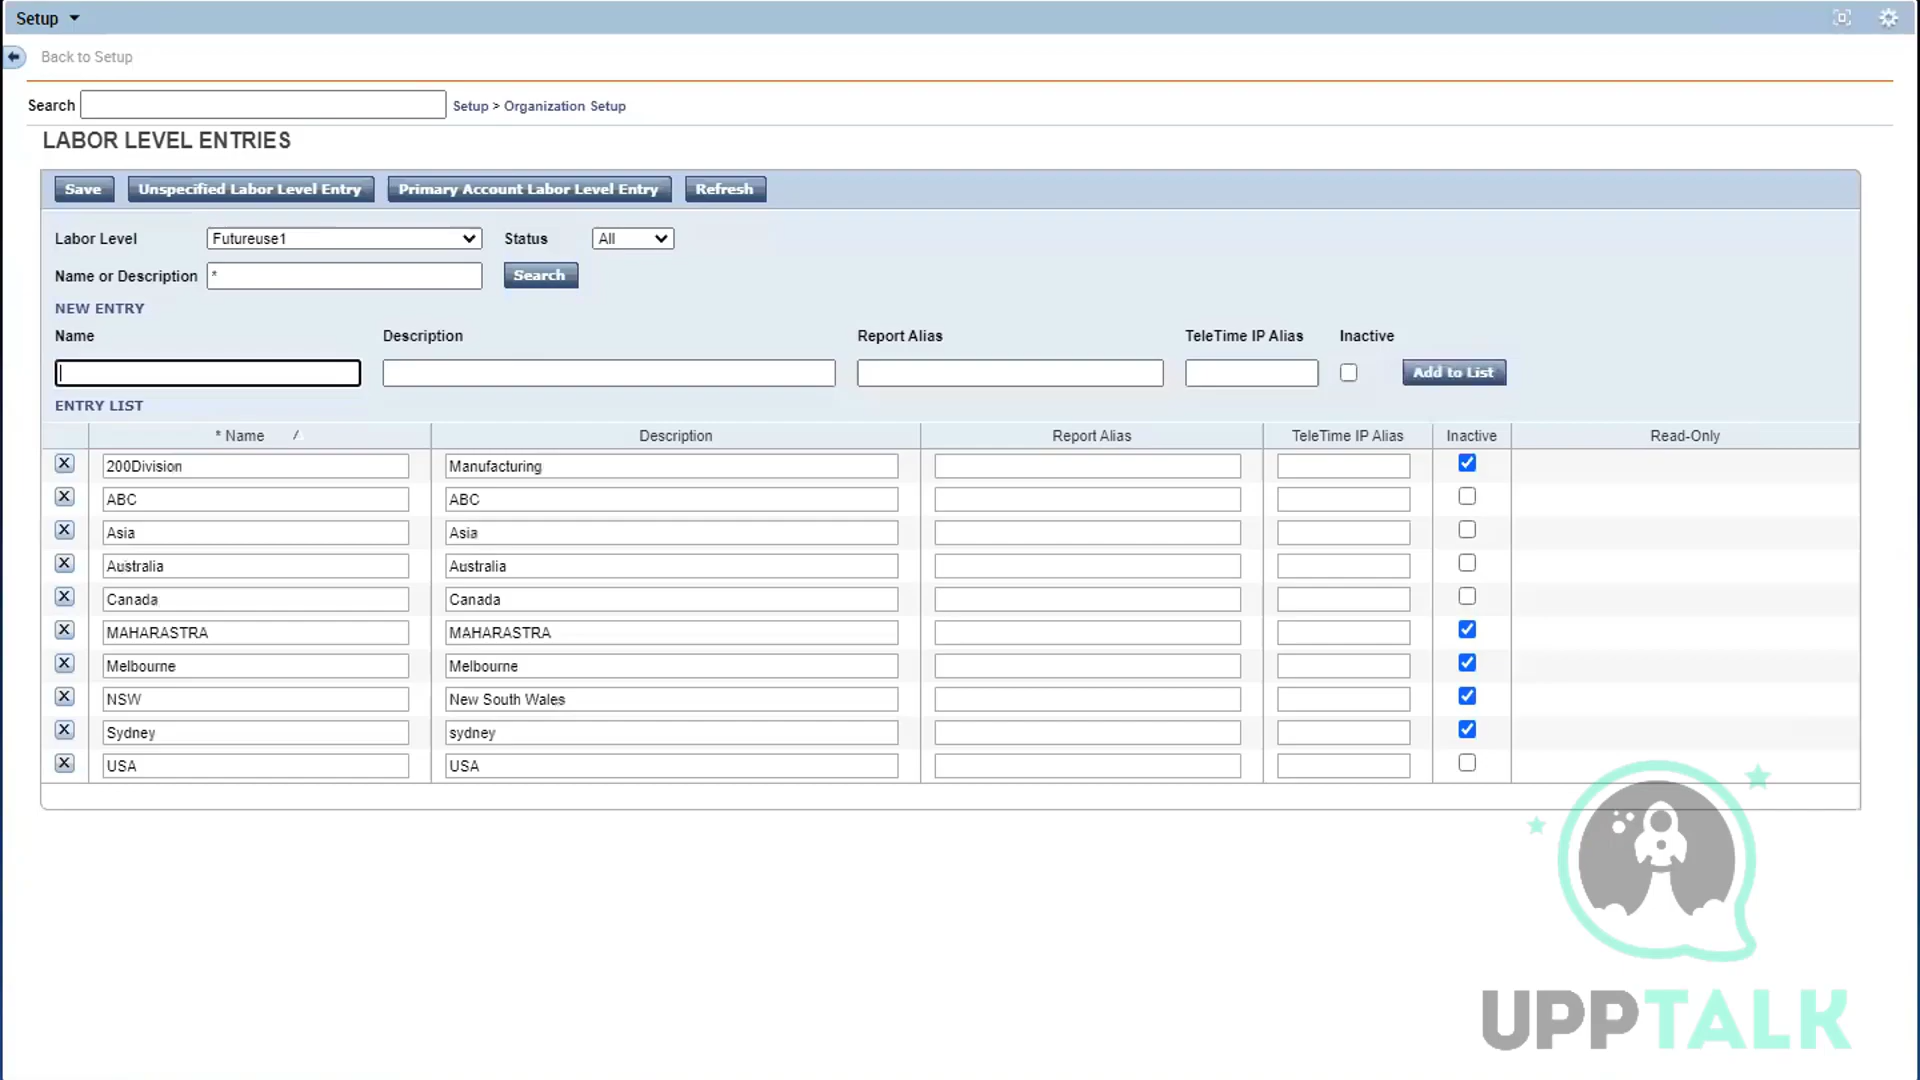 Setup
Back to Setup
Search Setup > Organization Setup
LABOR LEVEL ENTRIES
Save Unspecified Labor Level Entry Primary Account Labor Level Entry Refresh
Labor Level Futureuse1 Status All
Name or Description * Search
NEW ENTRY
Name Description Report Alias TeleTime IP Alias Inactive
Add to List
ENTRY LIST
* Name / Description Report Alias TeleTime IP Alias Inactive Read-Only
X 200Division Manufacturing
X ABC ABC
X Asia Asia
X Australia Australia
X Canada Canada
X MAHARASTRA MAHARASTRA
X Melbourne Melbourne
X NSW New South Wales
X Sydney sydney
X USA USA
UPPTALK